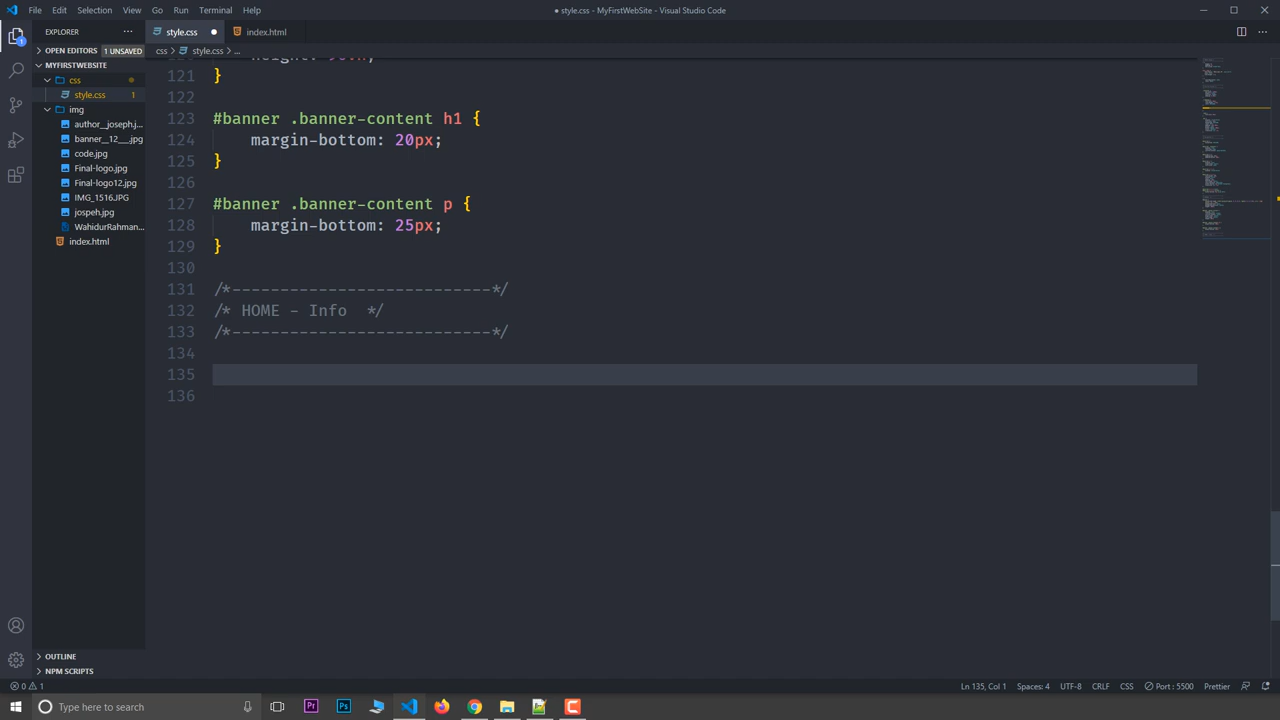 File Edit Selection View Go Run Terminal Help
● style.css - MyFirstWebSite - Visual Studio Code
EXPLORER ···
style.css ●
index.html
OPEN EDITORS 1 UNSAVED
css > style.css > ...
MYFIRSTWEBSITE
css
style.css 1
img
author__joseph.j...
banner__12___.jpg
code.jpg
Final-logo.jpg
Final-logo12.jpg
IMG_1516.JPG
jospeh.jpg
WahidurRahman...
index.html
121 }
122
123 #banner .banner-content h1 {
124 margin-bottom: 20px;
125 }
126
127 #banner .banner-content p {
128 margin-bottom: 25px;
129 }
130
131 /*---------------------------*/
132 /* HOME - Info  */
133 /*---------------------------*/
134
135
136
OUTLINE
NPM SCRIPTS
0 1
Ln 135, Col 1 Spaces: 4 UTF-8 CRLF CSS Port : 5500 Prettier
Type here to search